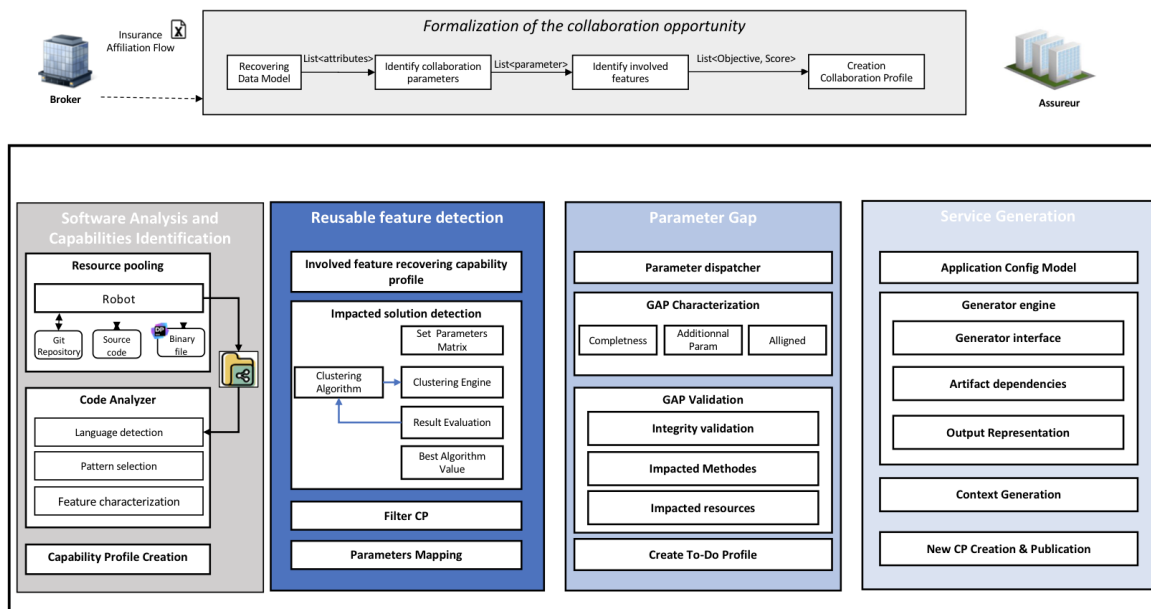 Formalization of the collaboration opportunity
Insurance
Affiliation Flow
Broker
Recovering
Data Model
List<attributes>
Identify collaboration
parameters
List<parameter>
Identify involved
features
List<Objective, Score>
Creation
Collaboration Profile
Assureur
Software Analysis and
Capabilities Identification
Resource pooling
Robot
Git
Repository
Source
code
DP
Binary
file
Code Analyzer
Language detection
Pattern selection
Feature characterization
Capability Profile Creation
Reusable feature detection
Involved feature recovering capability
profile
Impacted solution detection
Set Parameters
Matrix
Clustering
Algorithm
Clustering Engine
Result Evaluation
Best Algorithm
Value
Filter CP
Parameters Mapping
Parameter Gap
Parameter dispatcher
GAP Characterization
Completness
Additionnal
Param
Alligned
GAP Validation
Integrity validation
Impacted Methodes
Impacted resources
Create To-Do Profile
Service Generation
Application Config Model
Generator engine
Generator interface
Artifact dependencies
Output Representation
Context Generation
New CP Creation & Publication